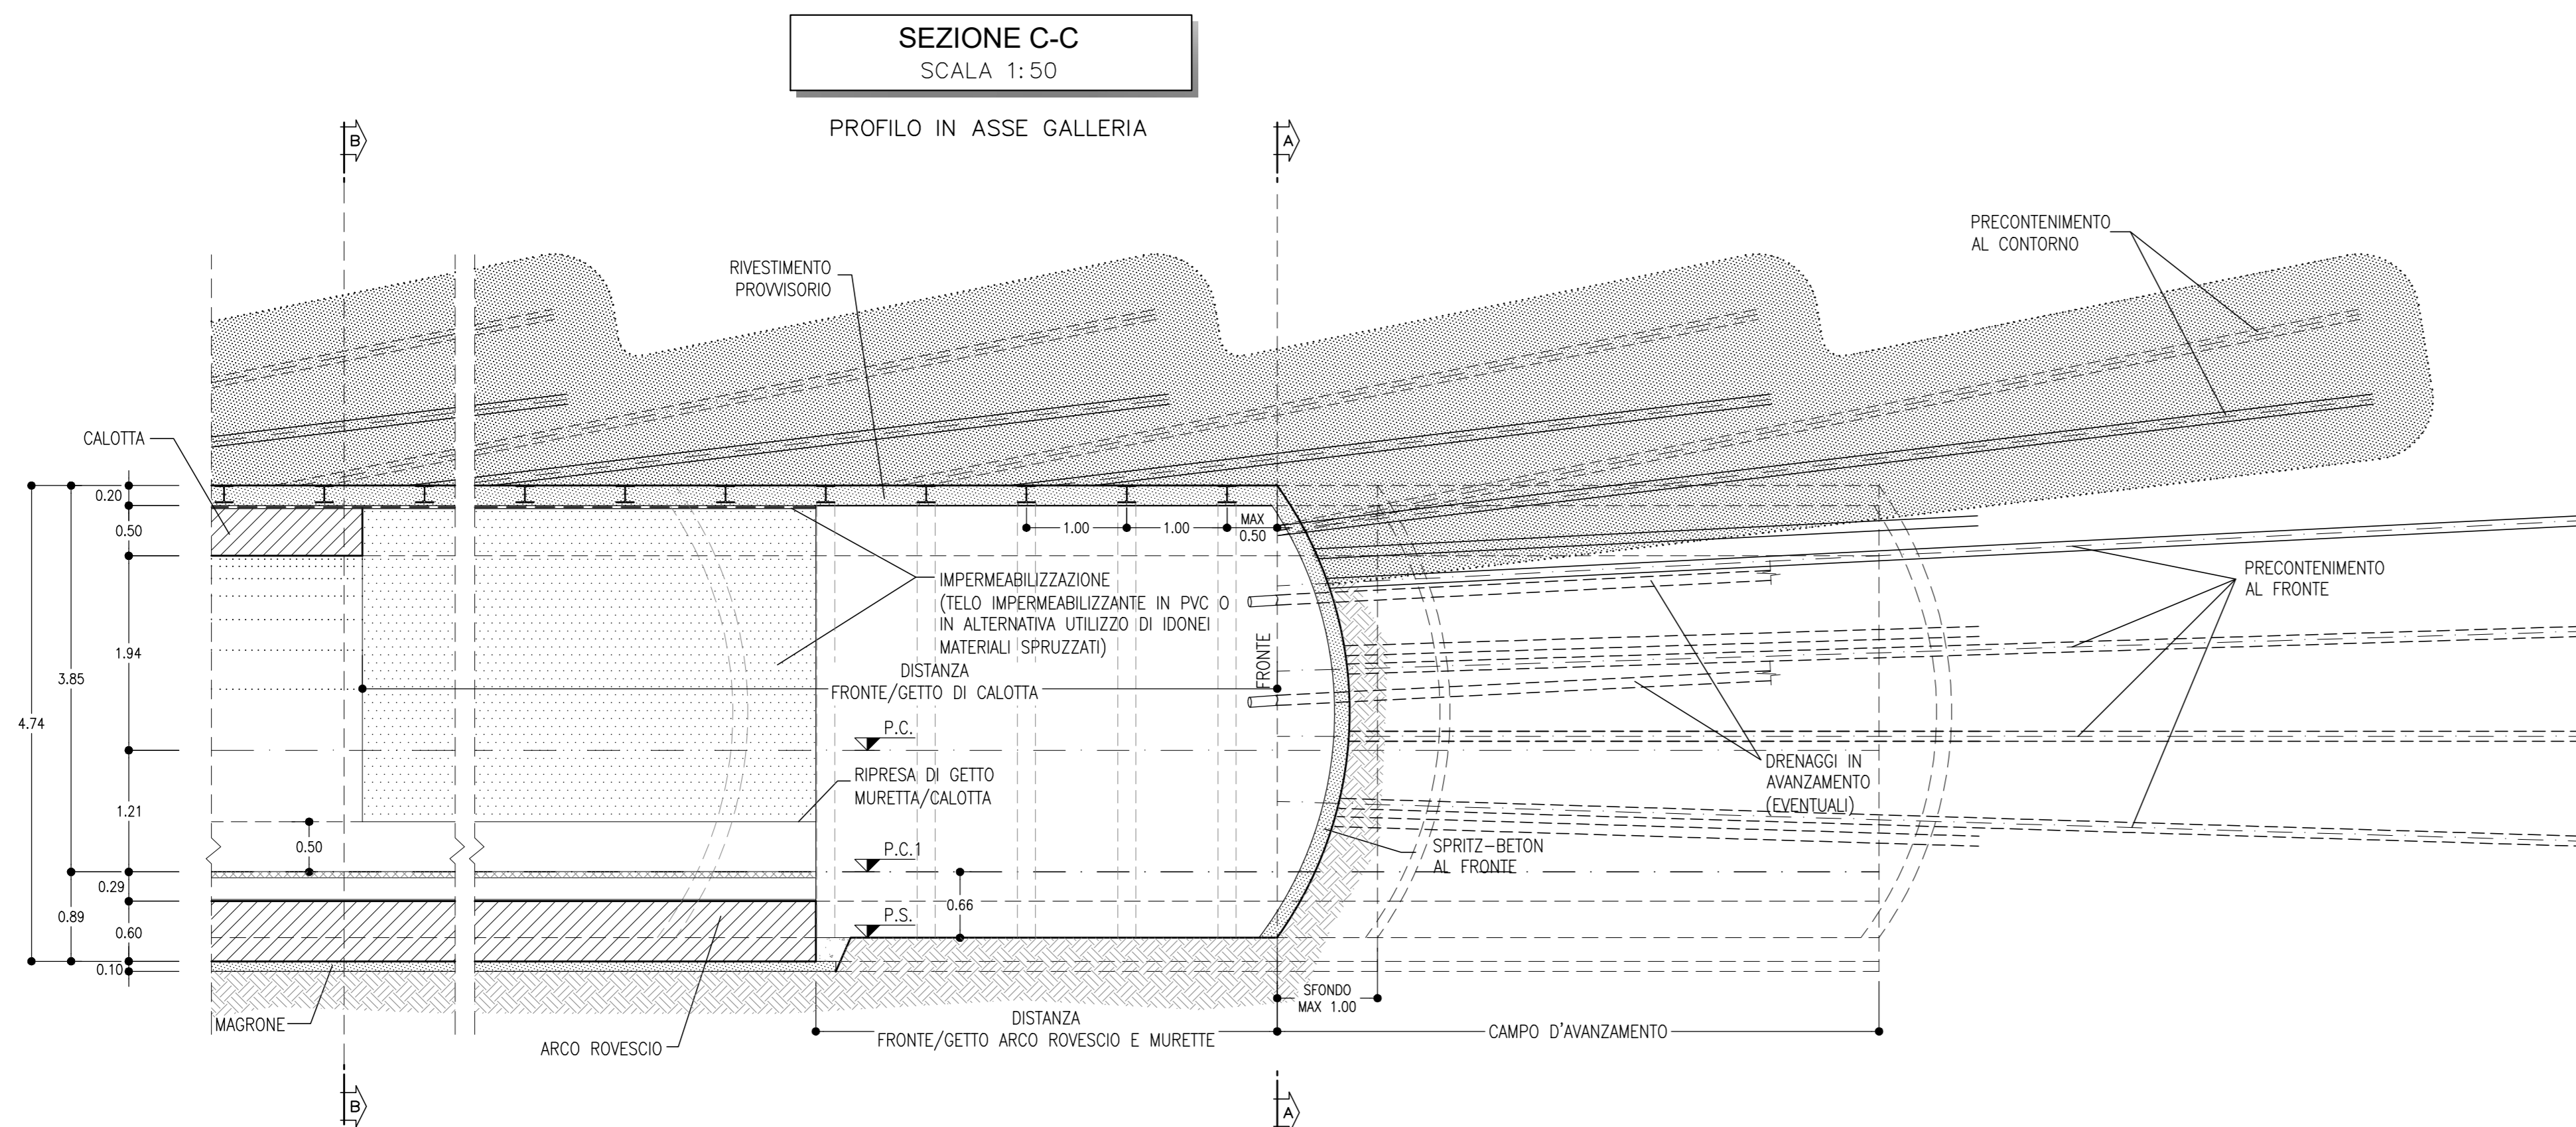 SEZIONE C-C
SCALA 1:50
PROFILO IN ASSE GALLERIA
B
A
PRECONTENIMENTO
AL CONTORNO
RIVESTIMENTO
PROVVISORIO
CALOTTA
0.20
0.50
1.94
1.21
0.29
0.60
0.10
3.85
0.89
4.74
0.50
1.00
1.00
MAX
0.50
IMPERMEABILIZZAZIONE
(TELO IMPERMEABILIZZANTE IN PVC O
IN ALTERNATIVA UTILIZZO DI IDONEI
MATERIALI SPRUZZATI)
DISTANZA
FRONTE/GETTO DI CALOTTA
FRONTE
PRECONTENIMENTO
AL FRONTE
P.C.
RIPRESA DI GETTO
MURETTA/CALOTTA
DRENAGGI IN
AVANZAMENTO
(EVENTUALI)
P.C.1
SPRITZ-BETON
AL FRONTE
0.66
P.S.
SFONDO
MAX 1.00
MAGRONE
ARCO ROVESCIO
DISTANZA
FRONTE/GETTO ARCO ROVESCIO E MURETTE
CAMPO D'AVANZAMENTO
B
A